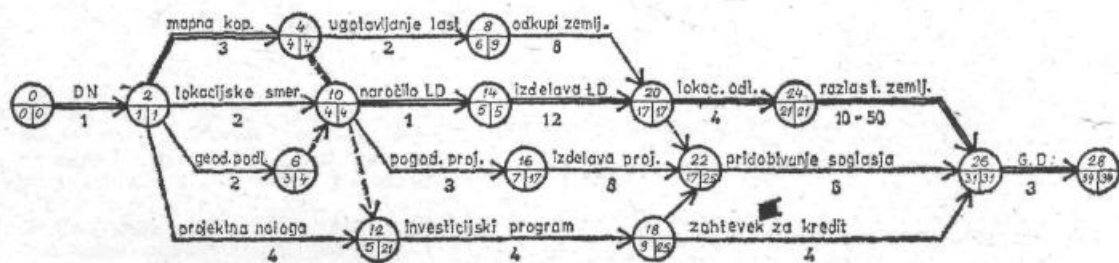 4 8
mapna kop. ugotavljanje last. odkupi zemlj.
4 4 6 9
3 2 8
0 DN 2 lokacijske smer. 10 naročilo LD 14 izdelava LD 20 lokac. odl. 24 razlast. zemlj.
0 0 1 1 4 4 5 5 17 17 21 21
1 2 1 12 4 10-50
geod. podl. 6 pogod. proj. 16 izdelava proj. 22 pridobivanje soglasja 26 G.D. 28
3 4 7 17 17 25 31 31
2 3 8 6 3
projektna naloga 12 investicijski program 18 zahtevek za kredit
5 21 9 25
4 4 4